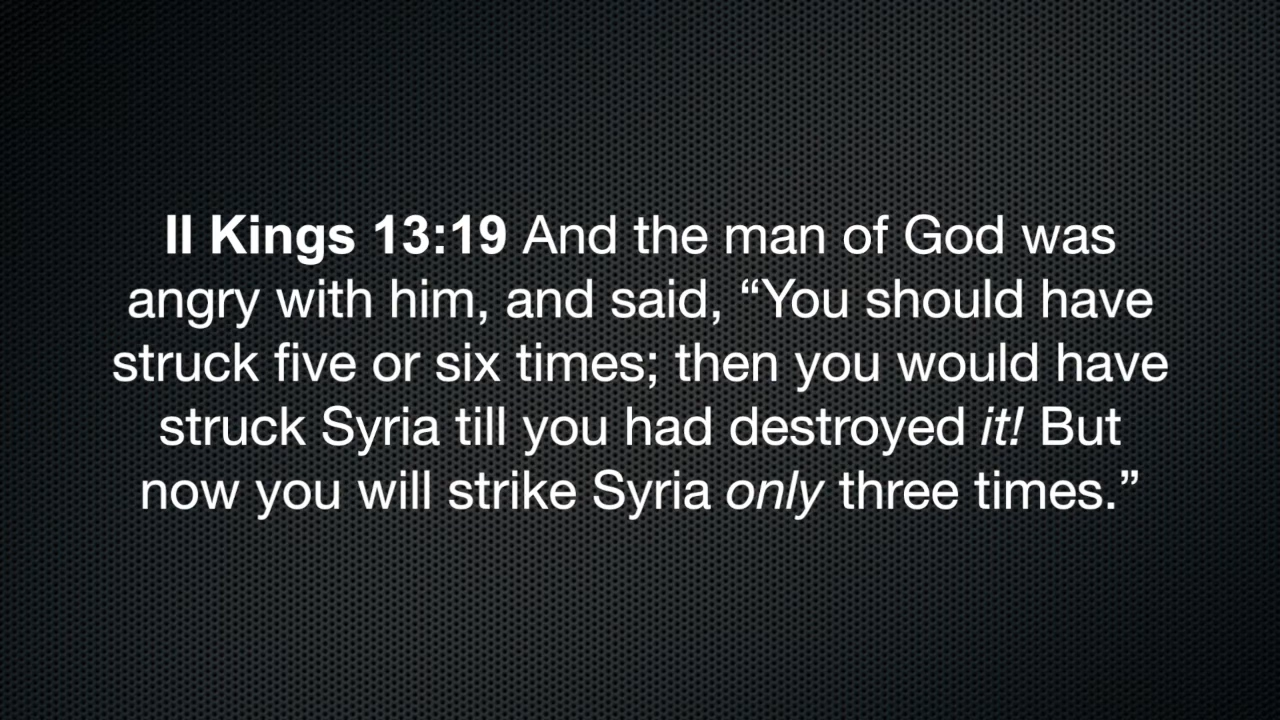 II Kings 13:19 And the man of God was
angry with him, and said, “You should have
struck five or six times; then you would have
struck Syria till you had destroyed it! But
now you will strike Syria only three times.”